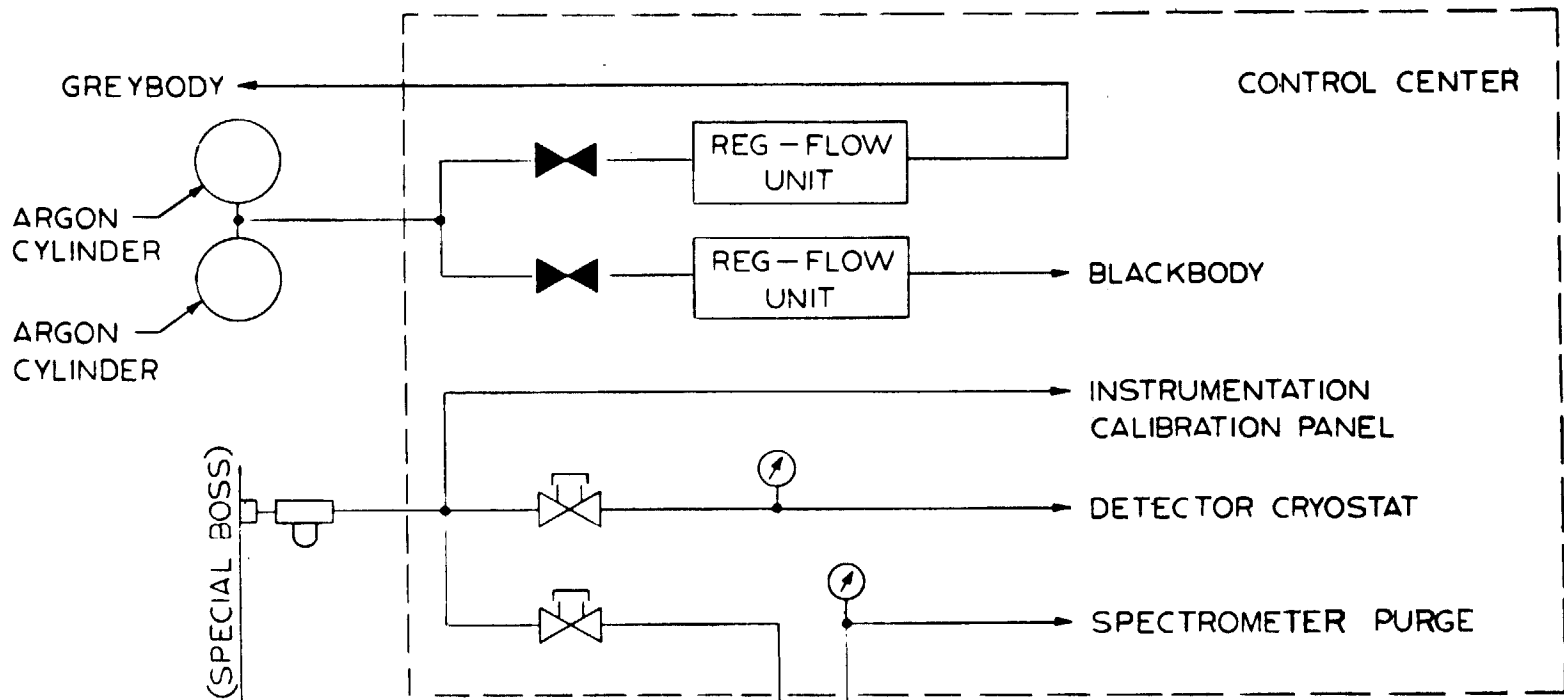 GREYBODY
CONTROL CENTER
REG – FLOW
UNIT
ARGON
CYLINDER
REG – FLOW
UNIT
BLACKBODY
ARGON
CYLINDER
INSTRUMENTATION
CALIBRATION PANEL
(SPECIAL BOSS)
DETECTOR CRYOSTAT
SPECTROMETER PURGE